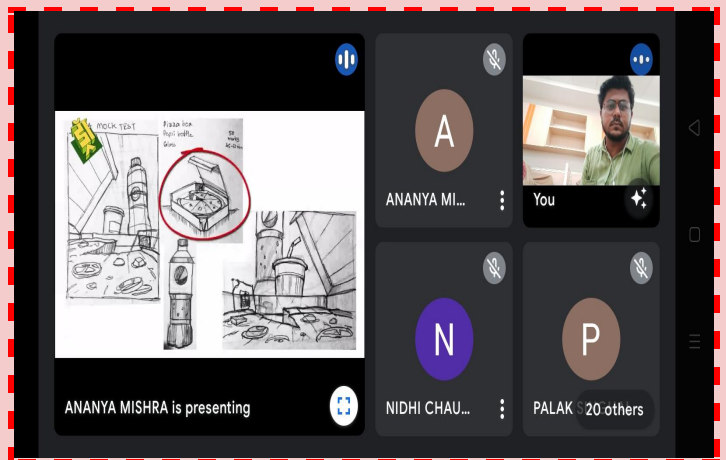 MOCK TEST
Pizza box
Pepsi bottle
Glass
A
ANANYA MI...
You
N
NIDHI CHAU...
P
PALAK
20 others
ANANYA MISHRA is presenting